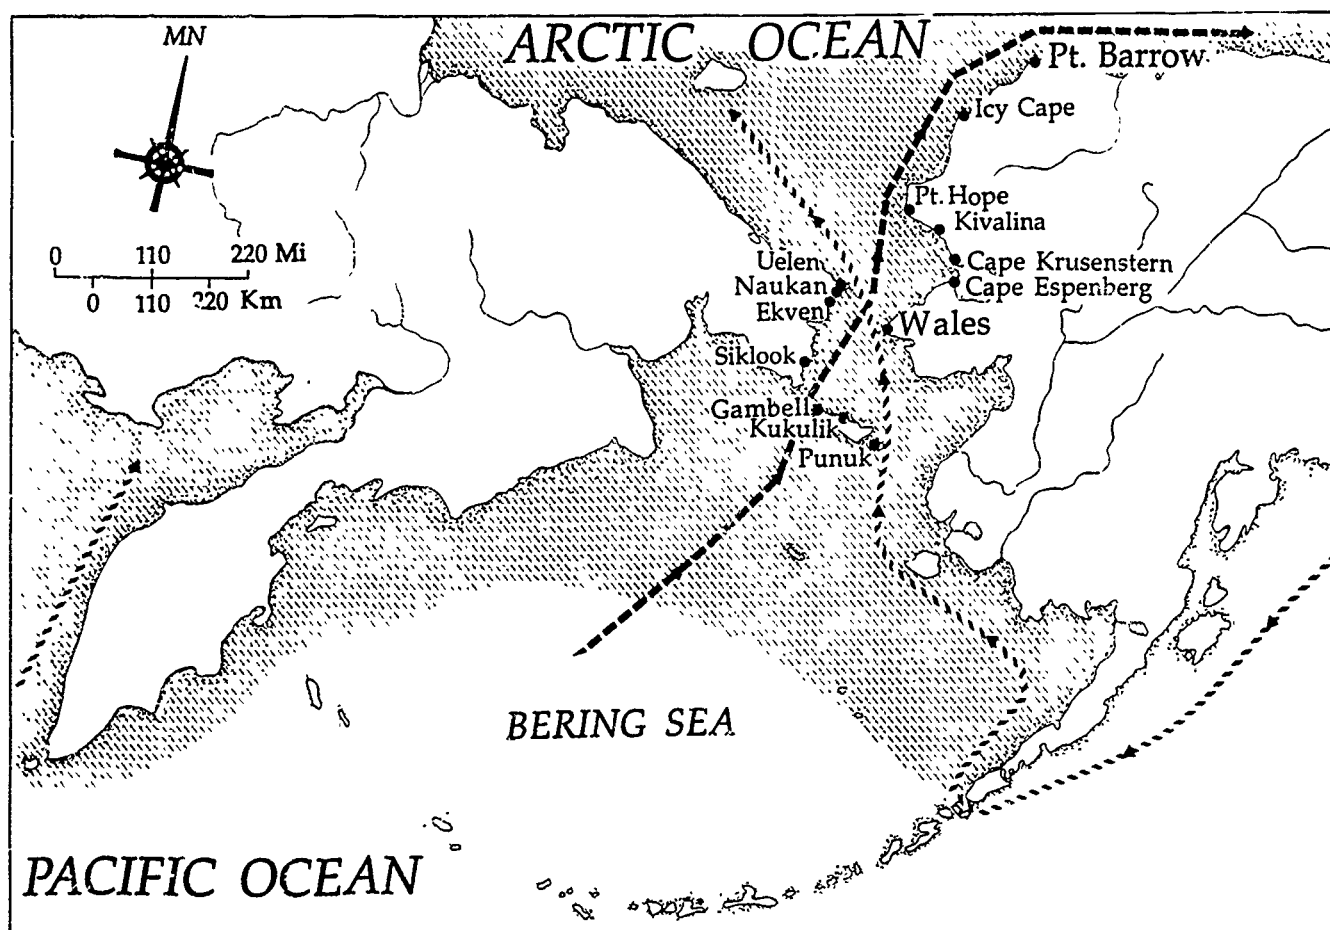 MN
ARCTIC OCEAN
Pt. Barrow
Icy Cape
Pt. Hope
Kivalina
0 110 220 Mi
0 110 220 Km
Uelen
Naukan
Ekven
Cape Krusenstern
Cape Espenberg
Wales
Siklook
Gambell
Kukulik
Punuk
BERING SEA
PACIFIC OCEAN